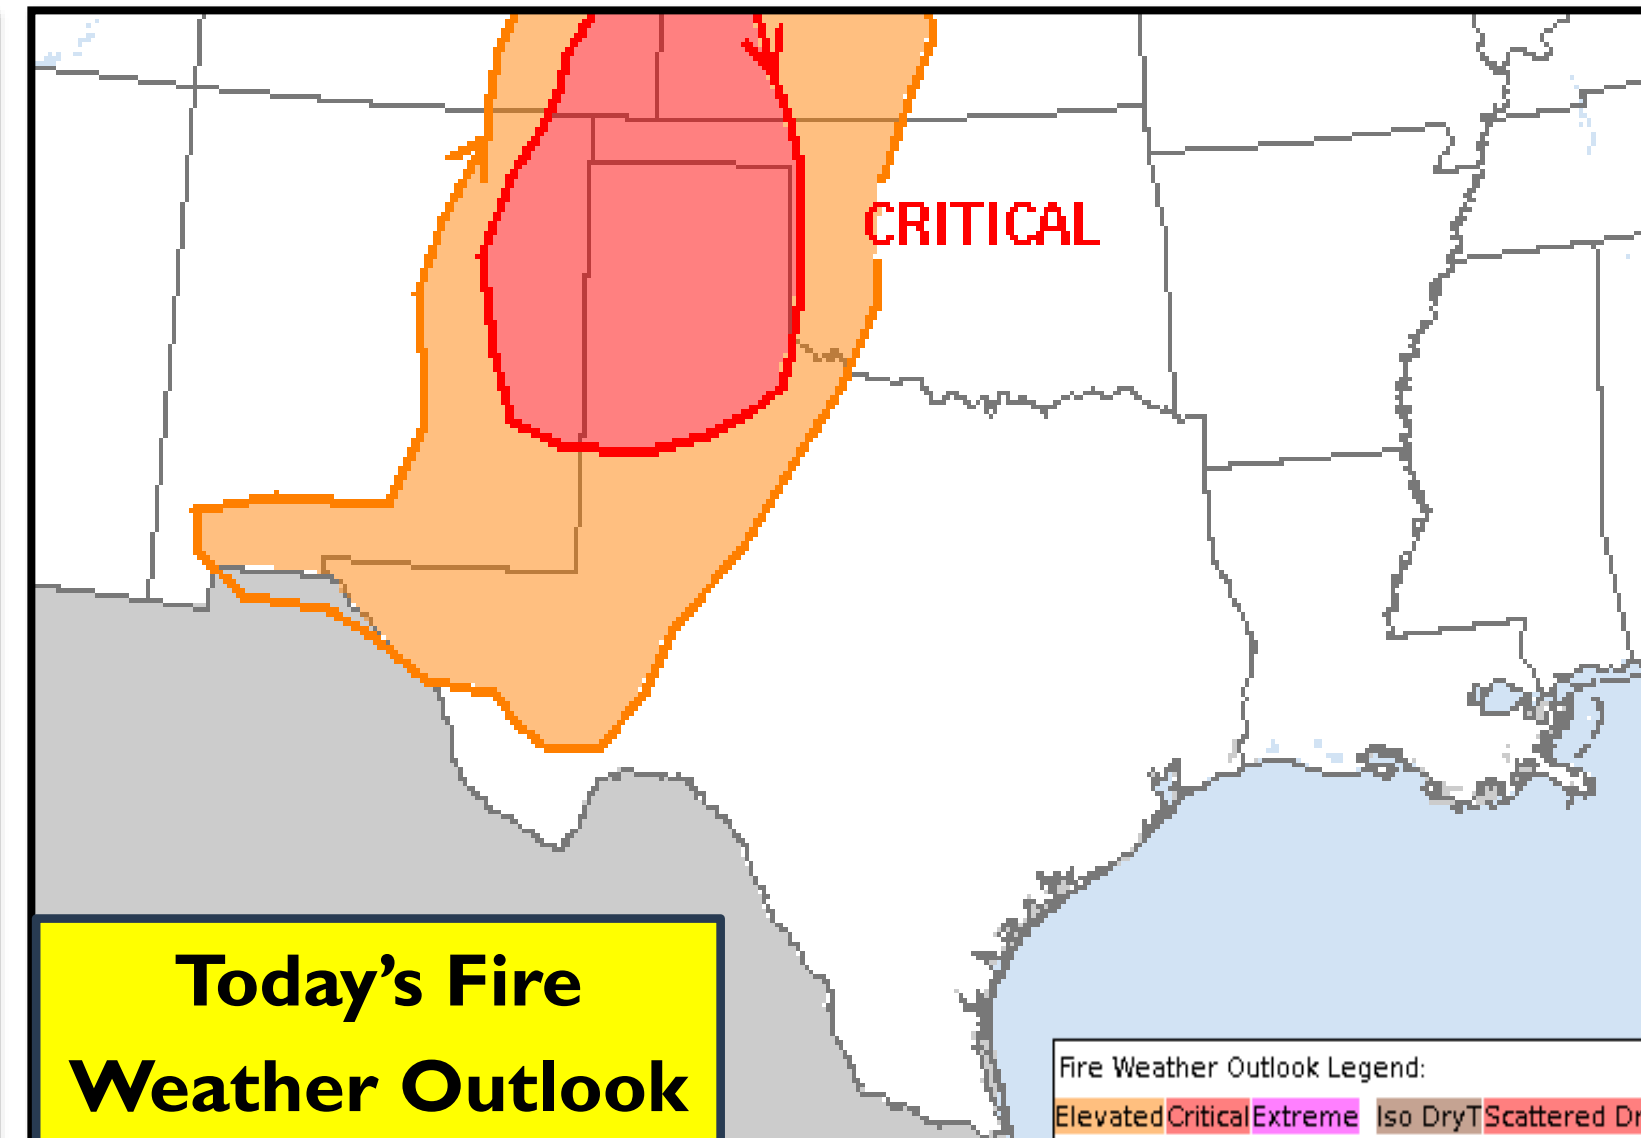 CRITICAL
Today’s Fire
Weather Outlook
Fire Weather Outlook Legend:
Elevated Critical Extreme Iso DryT Scattered Dr